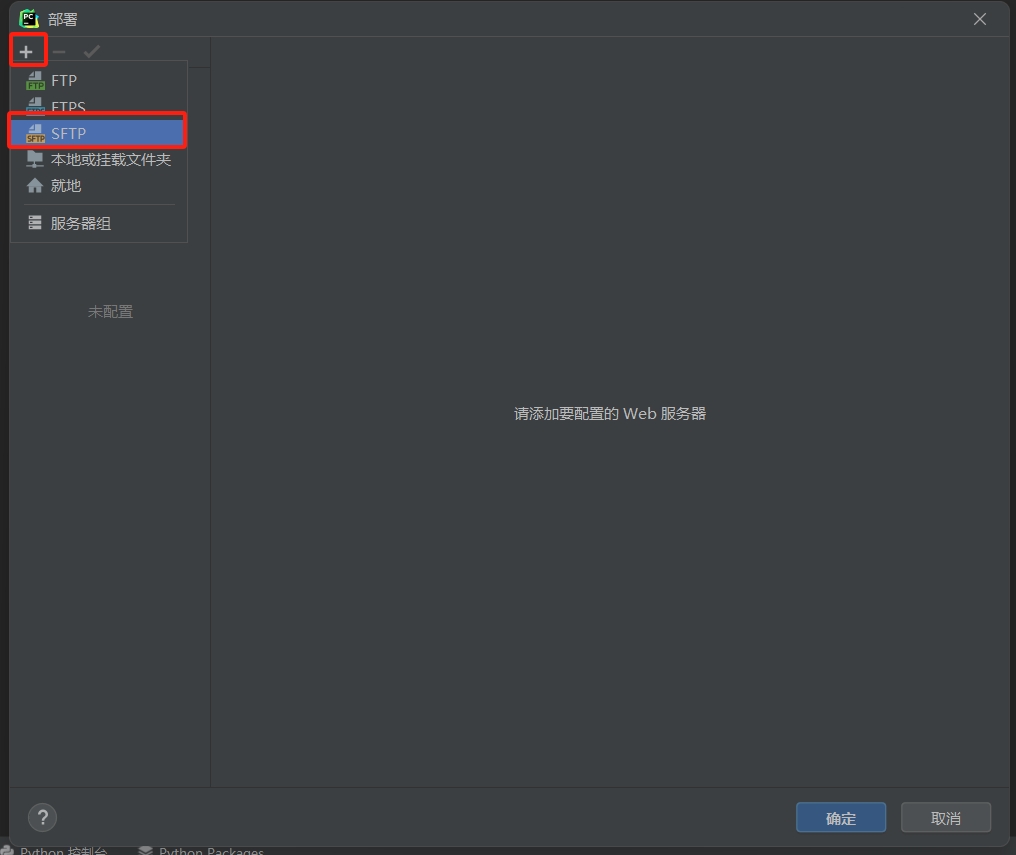 部署
FTP
FTPS
SFTP
本地或挂载文件夹
就地
服务器组
未配置
请添加要配置的 Web 服务器
?
确定
取消
Python 控制台
Python Packages